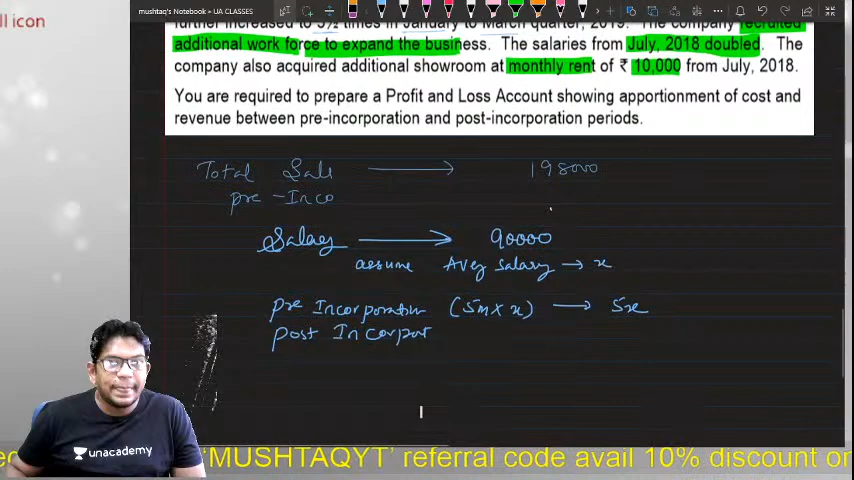 mushtaq's Notebook • UA CLASSES
ll icon
further increased to 3½ times in January to March quarter, 2019. The company recruited
additional work force to expand the business. The salaries from July, 2018 doubled. The
company also acquired additional showroom at monthly rent of ₹ 10,000 from July, 2018.
You are required to prepare a Profit and Loss Account showing apportionment of cost and
revenue between pre-incorporation and post-incorporation periods.
Total Sale → 198000
pre-Inco
Salary → 90000
assume Avg salary → x
pre Incorporation (5m×x) → 5x
post Incorporat
unacademy
'MUSHTAQYT' referral code avail 10% discount on